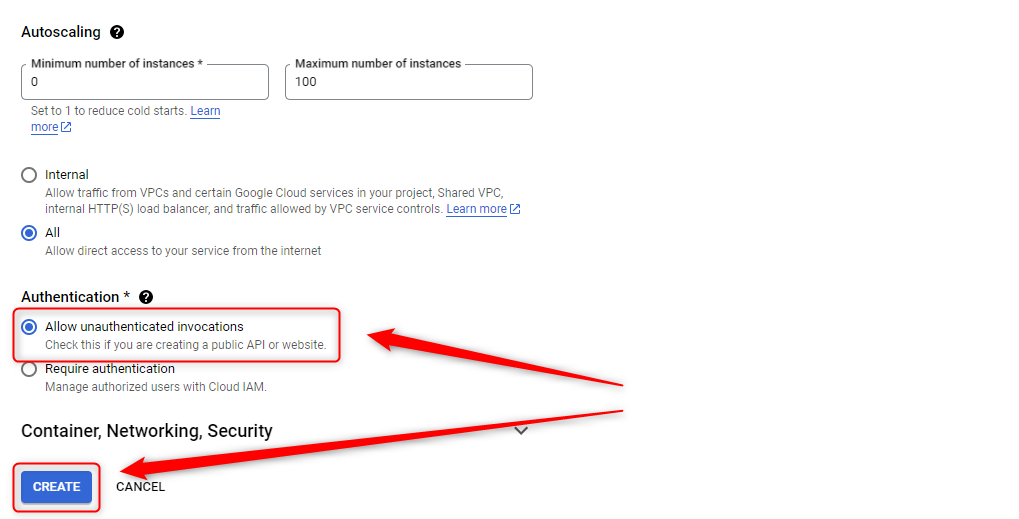 Autoscaling
Minimum number of instances * Maximum number of instances
0 100
Set to 1 to reduce cold starts. Learn
more
Internal
Allow traffic from VPCs and certain Google Cloud services in your project, Shared VPC,
internal HTTP(S) load balancer, and traffic allowed by VPC service controls. Learn more
All
Allow direct access to your service from the internet
Authentication *
Allow unauthenticated invocations
Check this if you are creating a public API or website.
Require authentication
Manage authorized users with Cloud IAM.
Container, Networking, Security
CREATE CANCEL